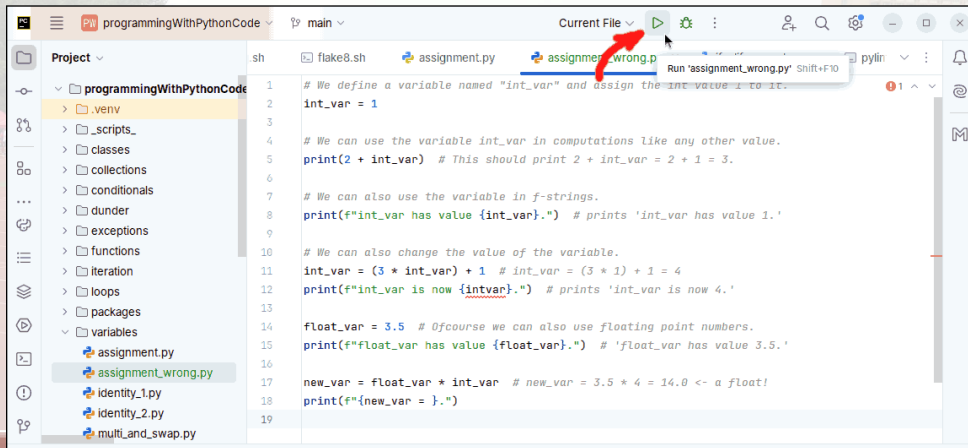 PC PW programmingWithPythonCode main Current File
Project
.sh flake8.sh assignment.py assignment_wrong.p pylin
Run 'assignment_wrong.py' Shift+F10
programmingWithPythonCode
.venv
_scripts_
classes
collections
conditionals
dunder
exceptions
functions
iteration
loops
packages
variables
assignment.py
assignment_wrong.py
identity_1.py
identity_2.py
multi_and_swap.py
1 # We define a variable named "int_var" and assign the int value 1 to it. 1
2 int_var = 1
3
4 # We can use the variable int_var in computations like any other value.
5 print(2 + int_var)  # This should print 2 + int_var = 2 + 1 = 3.
6
7 # We can also use the variable in f-strings.
8 print(f"int_var has value {int_var}.")  # prints 'int_var has value 1.'
9
10 # We can also change the value of the variable.
11 int_var = (3 * int_var) + 1  # int_var = (3 * 1) + 1 = 4
12 print(f"int_var is now {intvar}.")  # prints 'int_var is now 4.'
13
14 float_var = 3.5  # Ofcourse we can also use floating point numbers.
15 print(f"float_var has value {float_var}.")  # 'float_var has value 3.5.'
16
17 new_var = float_var * int_var  # new_var = 3.5 * 4 = 14.0 <- a float!
18 print(f"{new_var = }.")
19